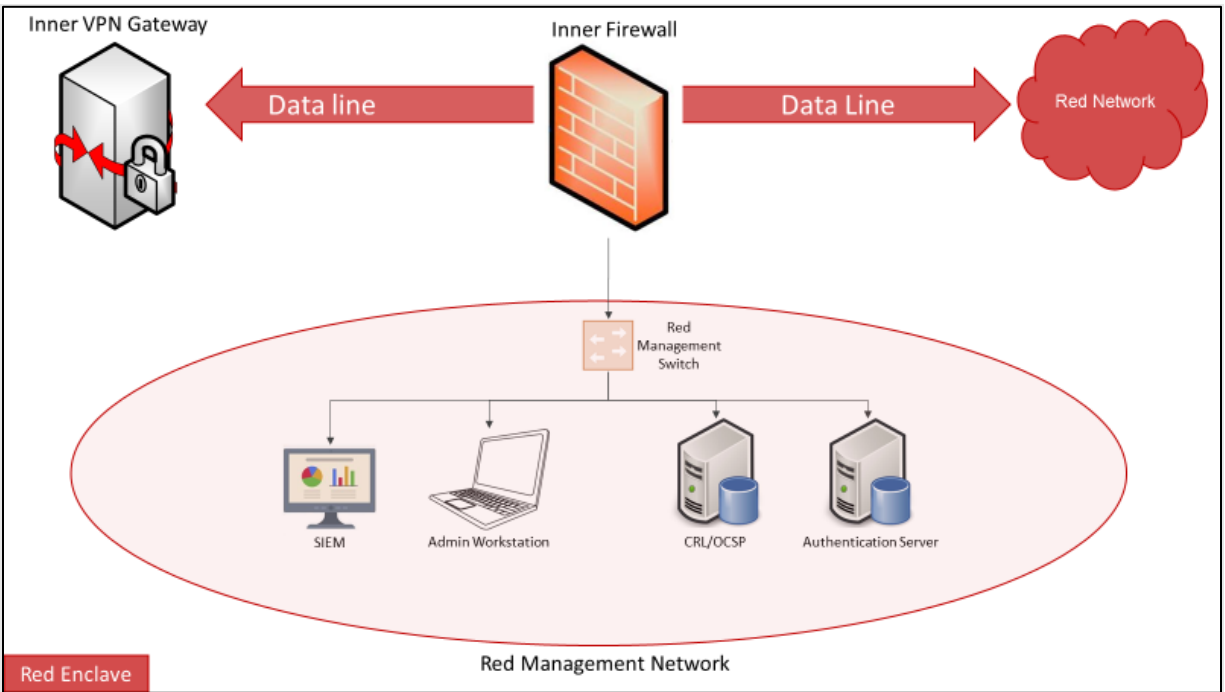 Inner VPN Gateway
Inner Firewall
Data line
Data Line
Red Network
Red
Management
Switch
SIEM
Admin Workstation
CRL/OCSP
Authentication Server
Red Management Network
Red Enclave